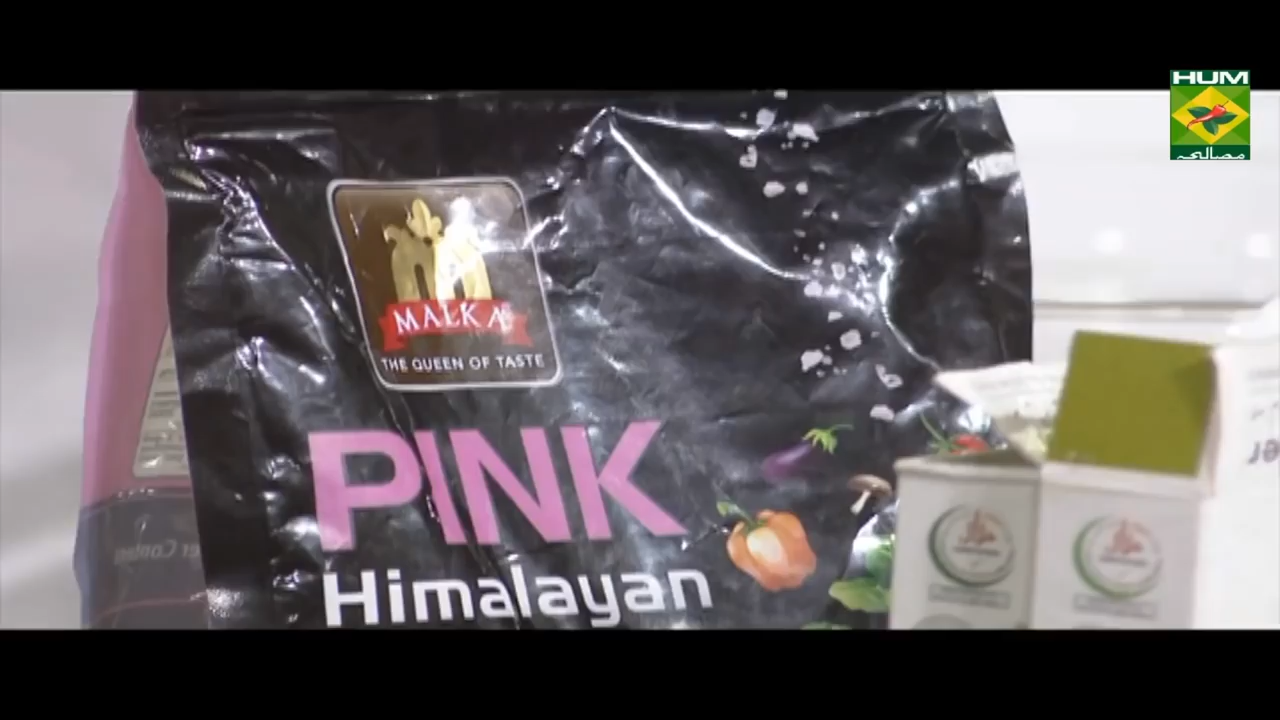 HUM
مصالحہ
MALKA
THE QUEEN OF TASTE
PINK
Himalayan